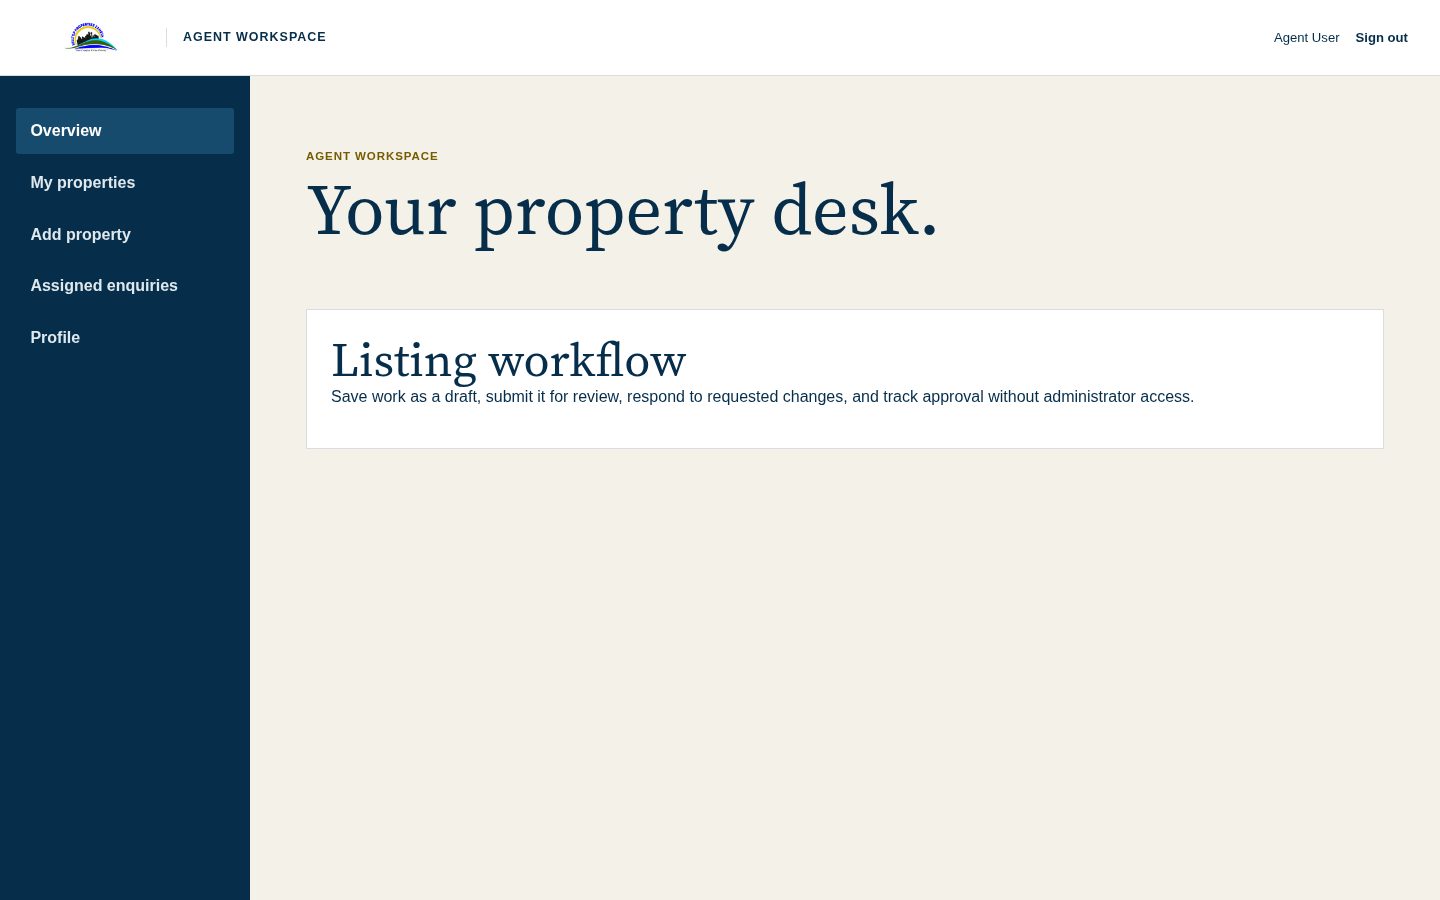 AGENT WORKSPACE
Agent User
Sign out
Overview
My properties
Add property
Assigned enquiries
Profile
AGENT WORKSPACE
Your property desk.
Listing workflow
Save work as a draft, submit it for review, respond to requested changes, and track approval without administrator access.